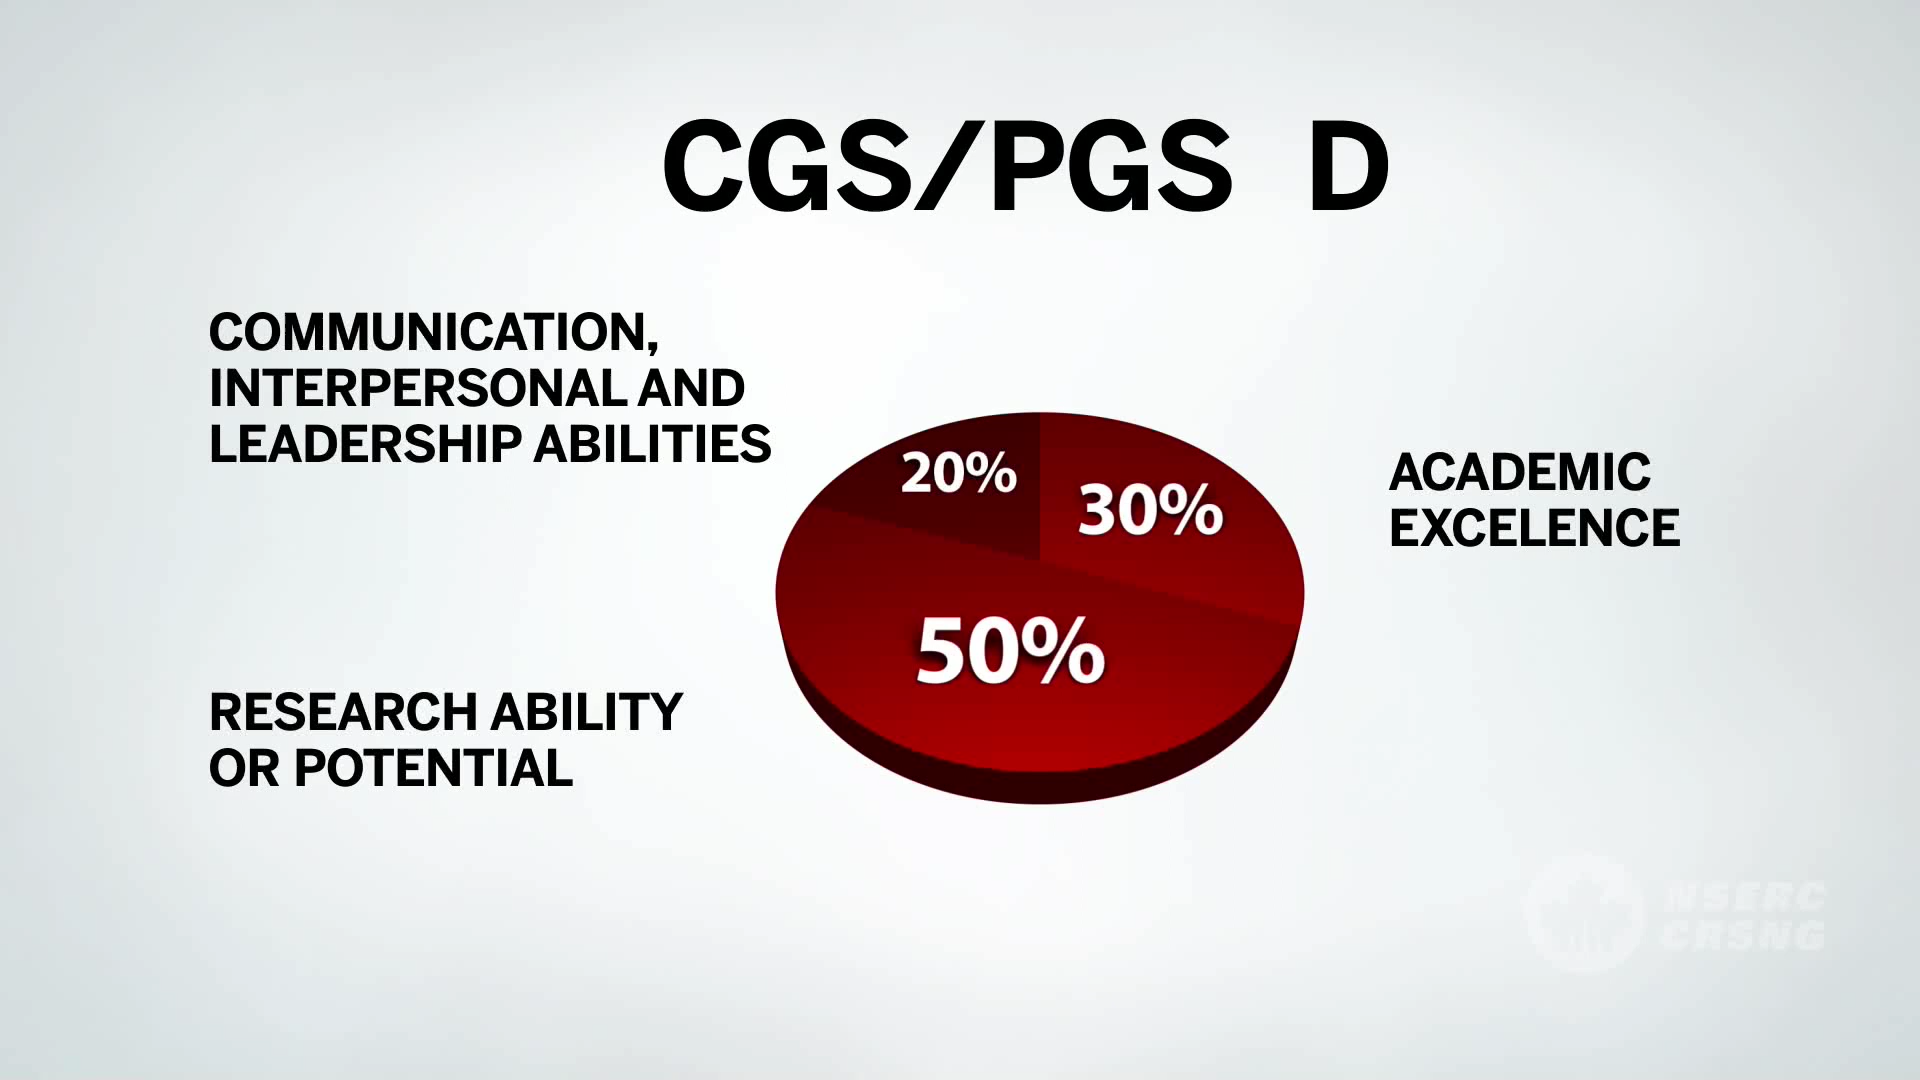 CGS/PGS D
COMMUNICATION,
INTERPERSONAL AND
LEADERSHIP ABILITIES
20%
30%
ACADEMIC
EXCELENCE
50%
RESEARCH ABILITY
OR POTENTIAL
NSERC
CRSNG